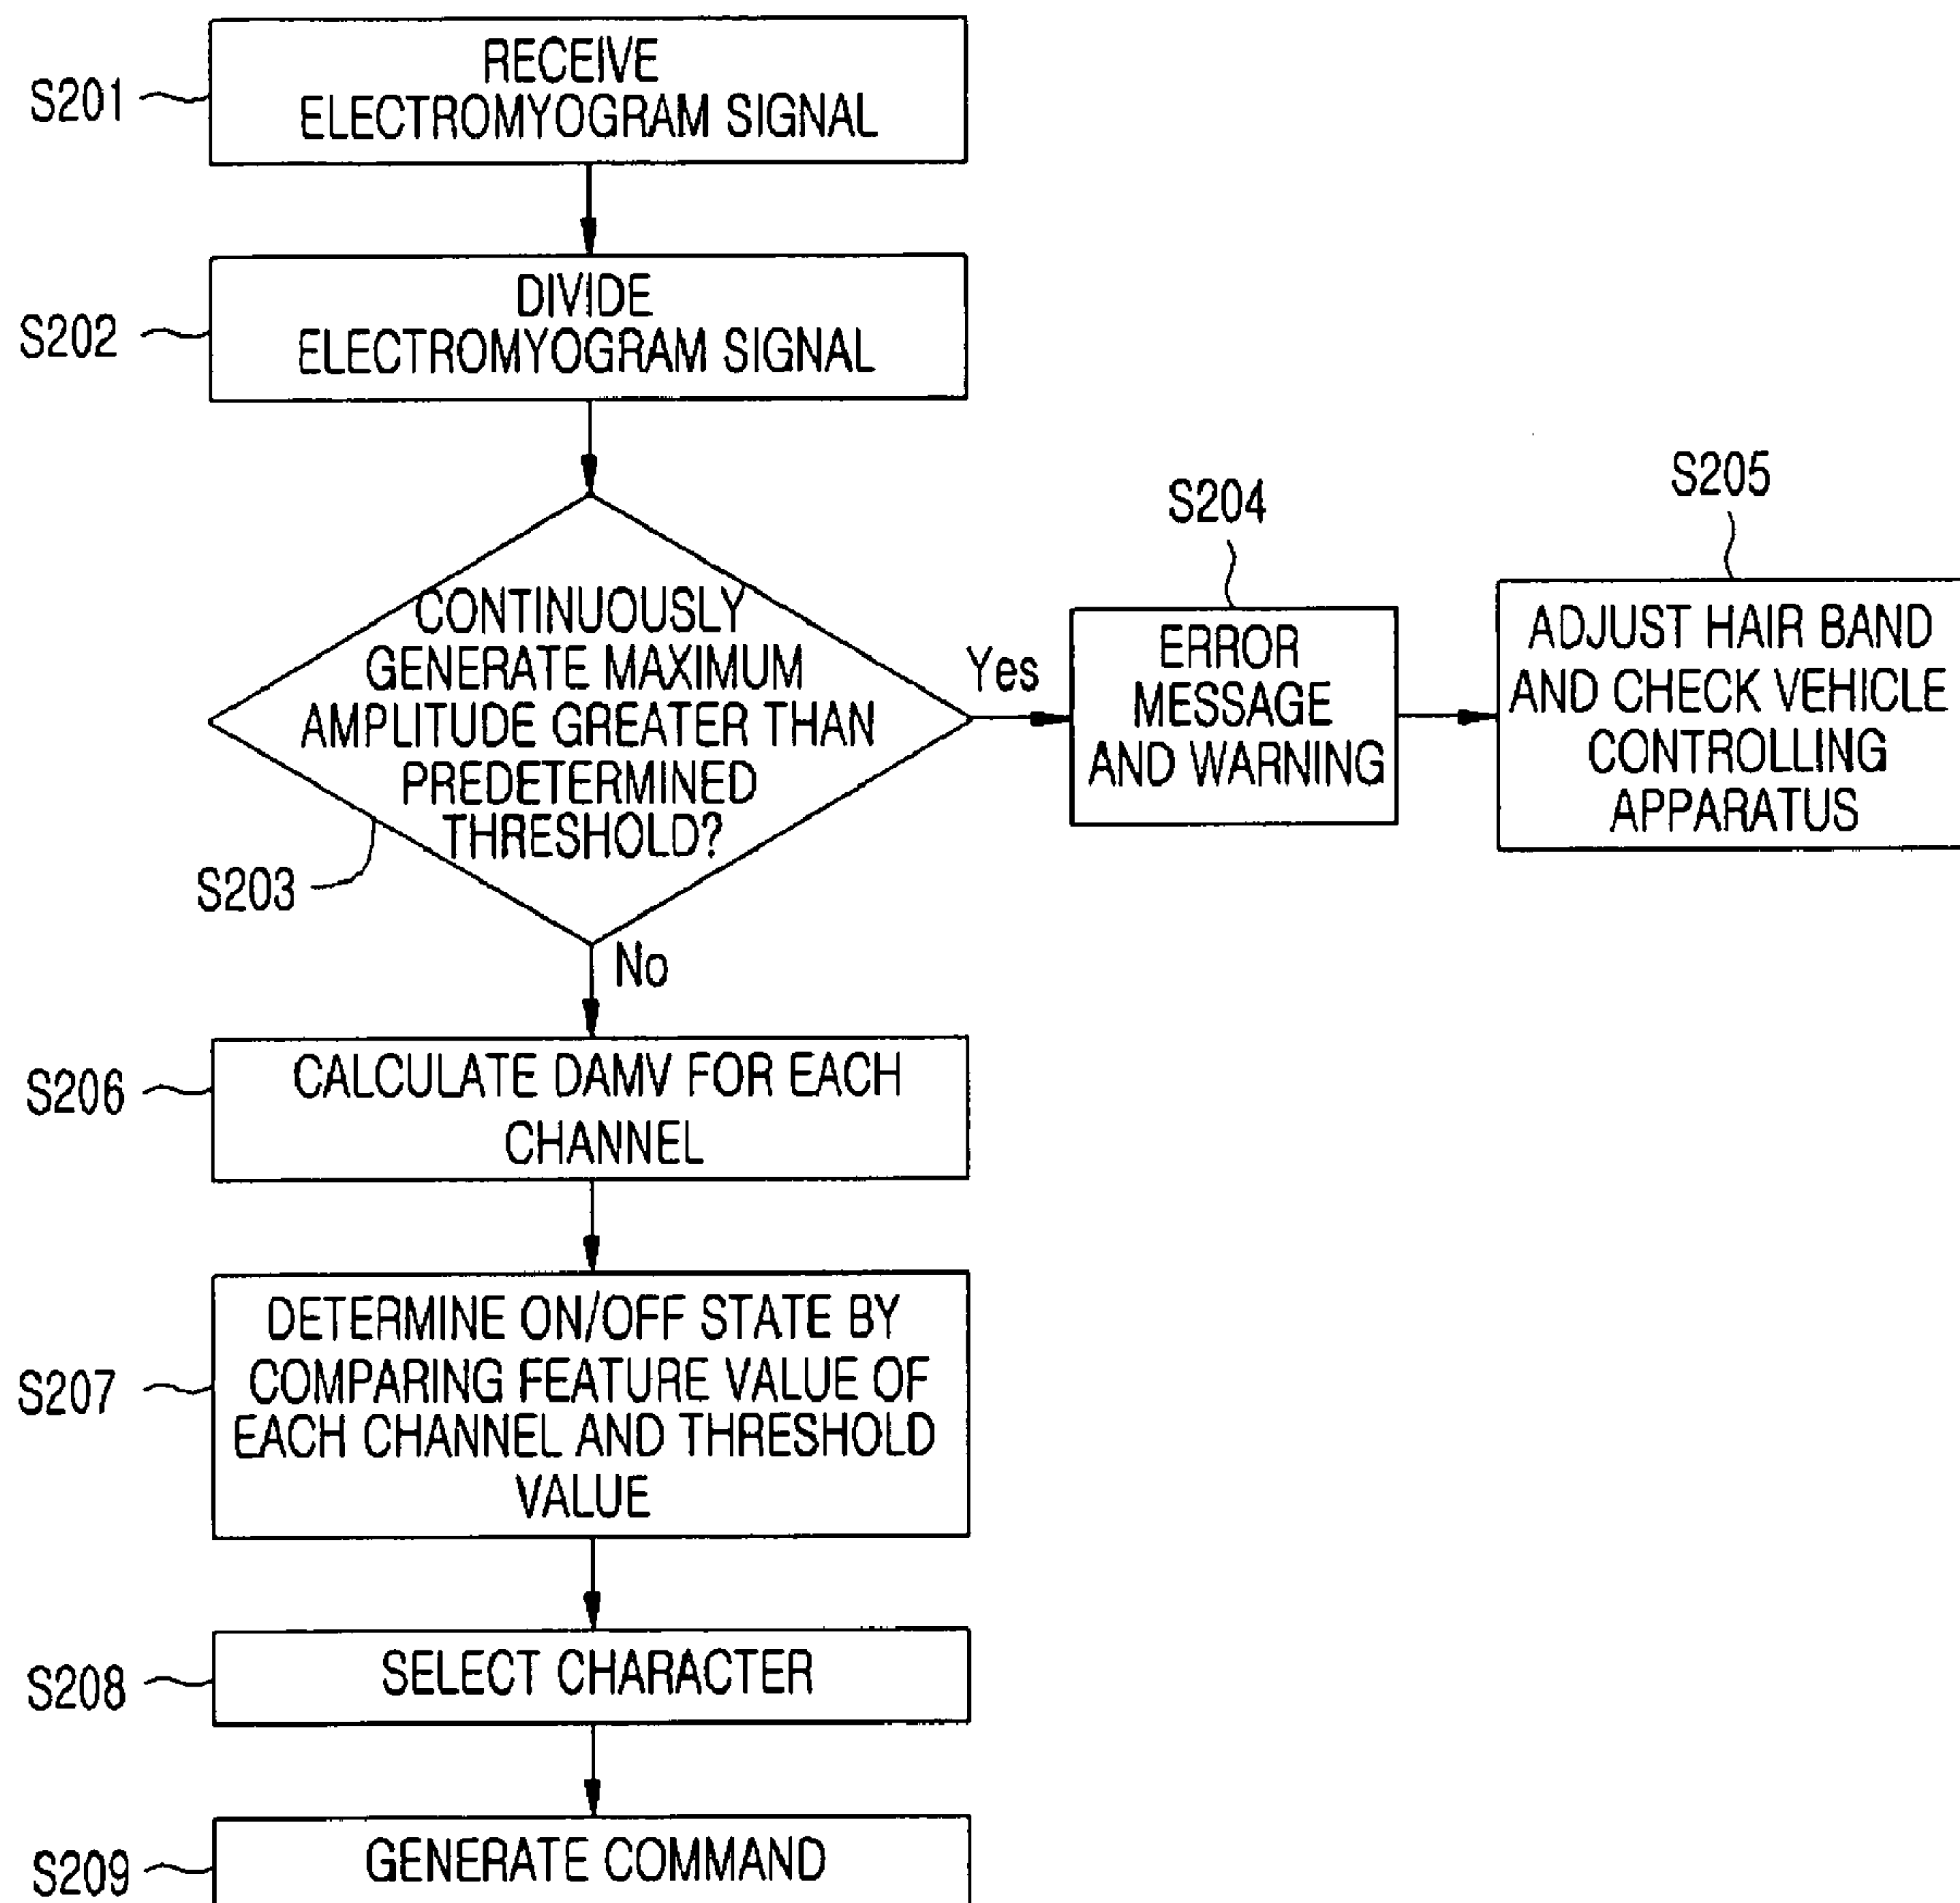 S201
RECEIVE
ELECTROMYOGRAM SIGNAL
S202
DIVIDE
ELECTROMYOGRAM SIGNAL
S203
CONTINUOUSLY
GENERATE MAXIMUM
AMPLITUDE GREATER THAN
PREDETERMINED
THRESHOLD?
Yes
S204
ERROR
MESSAGE
AND WARNING
S205
ADJUST HAIR BAND
AND CHECK VEHICLE
CONTROLLING
APPARATUS
No
S206
CALCULATE DAMV FOR EACH
CHANNEL
S207
DETERMINE ON/OFF STATE BY
COMPARING FEATURE VALUE OF
EACH CHANNEL AND THRESHOLD
VALUE
S208
SELECT CHARACTER
S209
GENERATE COMMAND